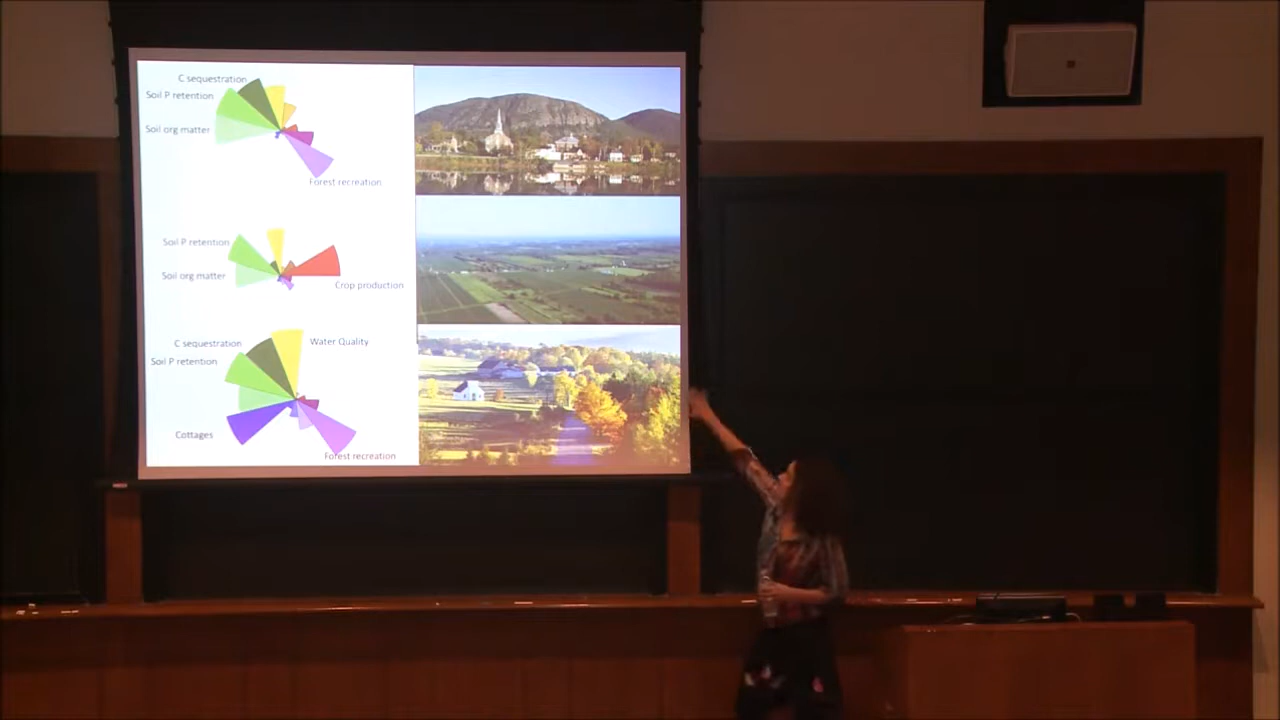 C sequestration
Soil P retention
Soil org matter
Forest recreation
Soil P retention
Soil org matter
Crop production
C sequestration
Water Quality
Soil P retention
Cottages
Forest recreation